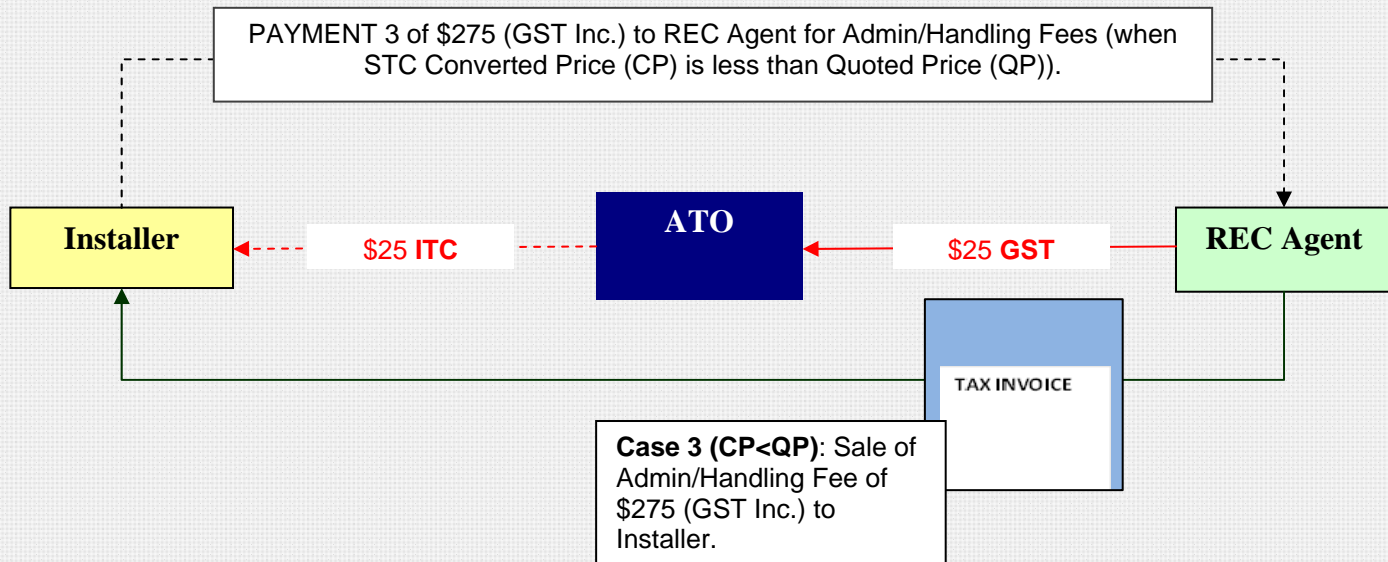 PAYMENT 3 of $275 (GST Inc.) to REC Agent for Admin/Handling Fees (when
STC Converted Price (CP) is less than Quoted Price (QP)).
Installer
$25 ITC
ATO
$25 GST
REC Agent
TAX INVOICE
Case 3 (CP<QP): Sale of
Admin/Handling Fee of
$275 (GST Inc.) to
Installer.